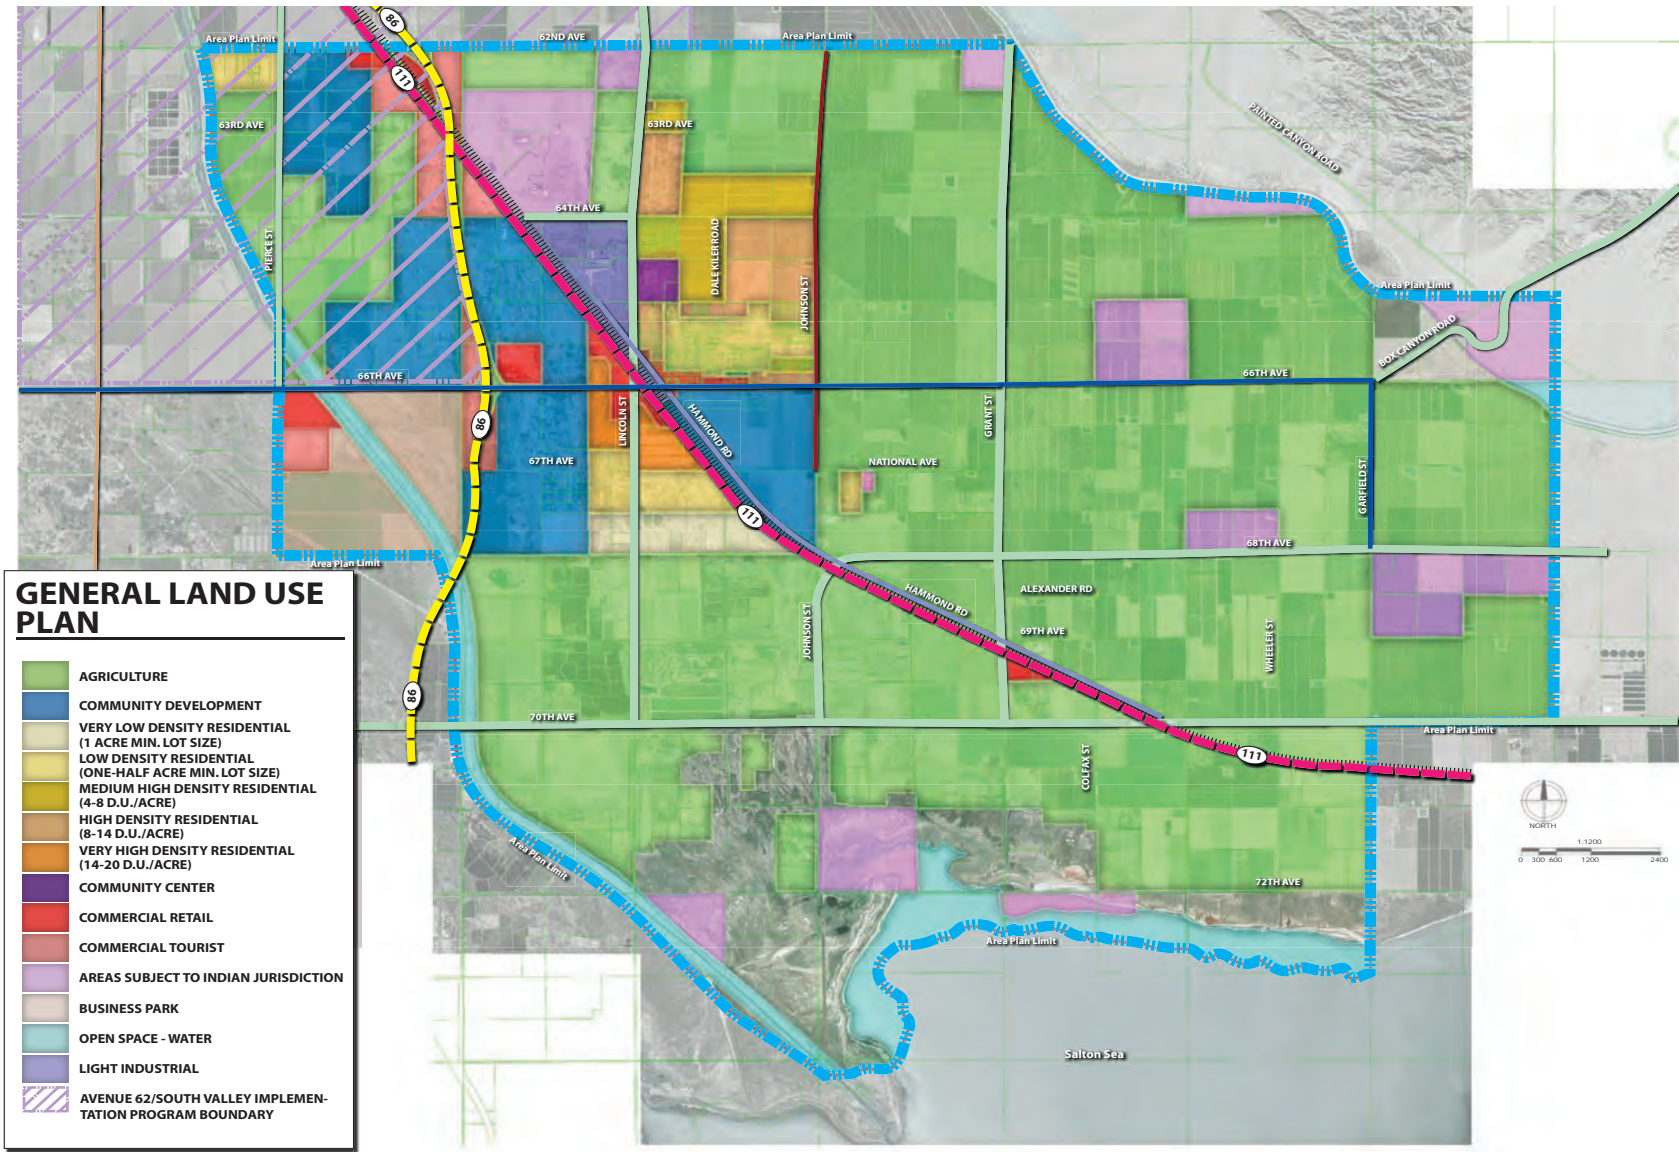 86
Area Plan Limit
62ND AVE
Area Plan Limit
111
63RD AVE
63RD AVE
PAINTED CANYON ROAD
64TH AVE
PIERCE ST
DALE KILER ROAD
JOHNSON ST
Area Plan Limit
BOX CANYON ROAD
66TH AVE
66TH AVE
LINCOLN ST
HAMMOND RD
GRANT ST
86
67TH AVE
NATIONAL AVE
GARFIELD ST
111
68TH AVE
Area Plan Limit
HAMMOND RD
ALEXANDER RD
JOHNSON ST
69TH AVE
WHEELER ST
86
70TH AVE
Area Plan Limit
COLFAX ST
111
Area Plan Limit
72TH AVE
Area Plan Limit
Salton Sea
NORTH
1:1200
0 300 600 1200 2400
GENERAL LAND USE
PLAN
AGRICULTURE
COMMUNITY DEVELOPMENT
VERY LOW DENSITY RESIDENTIAL
(1 ACRE MIN. LOT SIZE)
LOW DENSITY RESIDENTIAL
(ONE-HALF ACRE MIN. LOT SIZE)
MEDIUM HIGH DENSITY RESIDENTIAL
(4-8 D.U./ACRE)
HIGH DENSITY RESIDENTIAL
(8-14 D.U./ACRE)
VERY HIGH DENSITY RESIDENTIAL
(14-20 D.U./ACRE)
COMMUNITY CENTER
COMMERCIAL RETAIL
COMMERCIAL TOURIST
AREAS SUBJECT TO INDIAN JURISDICTION
BUSINESS PARK
OPEN SPACE - WATER
LIGHT INDUSTRIAL
AVENUE 62/SOUTH VALLEY IMPLEMEN-
TATION PROGRAM BOUNDARY